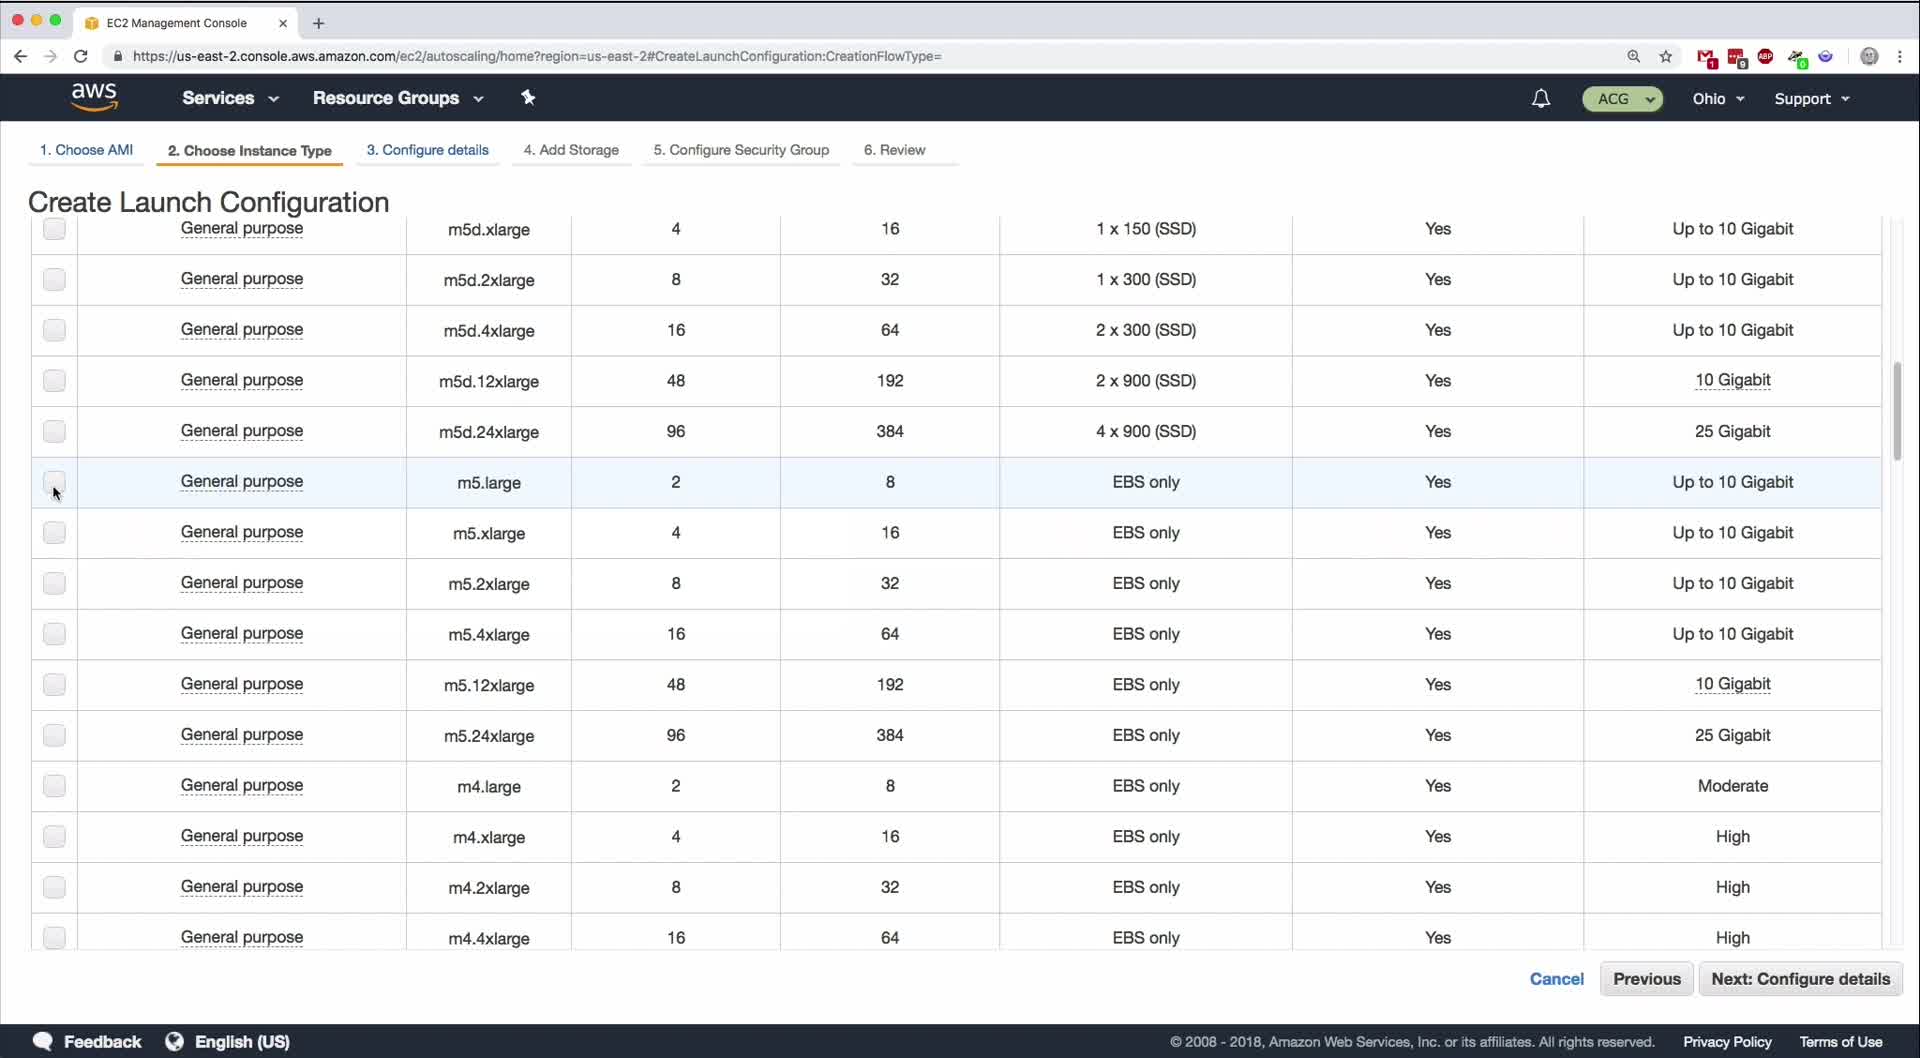 EC2 Management Console
https://us-east-2.console.aws.amazon.com/ec2/autoscaling/home?region=us-east-2#CreateLaunchConfiguration:CreationFlowType=
1
9
ABP
0
aws Services Resource Groups ACG Ohio Support
1. Choose AMI 2. Choose Instance Type 3. Configure details 4. Add Storage 5. Configure Security Group 6. Review
Create Launch Configuration
General purpose m5d.xlarge 4 16 1 x 150 (SSD) Yes Up to 10 Gigabit
General purpose m5d.2xlarge 8 32 1 x 300 (SSD) Yes Up to 10 Gigabit
General purpose m5d.4xlarge 16 64 2 x 300 (SSD) Yes Up to 10 Gigabit
General purpose m5d.12xlarge 48 192 2 x 900 (SSD) Yes 10 Gigabit
General purpose m5d.24xlarge 96 384 4 x 900 (SSD) Yes 25 Gigabit
General purpose m5.large 2 8 EBS only Yes Up to 10 Gigabit
General purpose m5.xlarge 4 16 EBS only Yes Up to 10 Gigabit
General purpose m5.2xlarge 8 32 EBS only Yes Up to 10 Gigabit
General purpose m5.4xlarge 16 64 EBS only Yes Up to 10 Gigabit
General purpose m5.12xlarge 48 192 EBS only Yes 10 Gigabit
General purpose m5.24xlarge 96 384 EBS only Yes 25 Gigabit
General purpose m4.large 2 8 EBS only Yes Moderate
General purpose m4.xlarge 4 16 EBS only Yes High
General purpose m4.2xlarge 8 32 EBS only Yes High
General purpose m4.4xlarge 16 64 EBS only Yes High
Cancel Previous Next: Configure details
Feedback English (US) © 2008 - 2018, Amazon Web Services, Inc. or its affiliates. All rights reserved. Privacy Policy Terms of Use